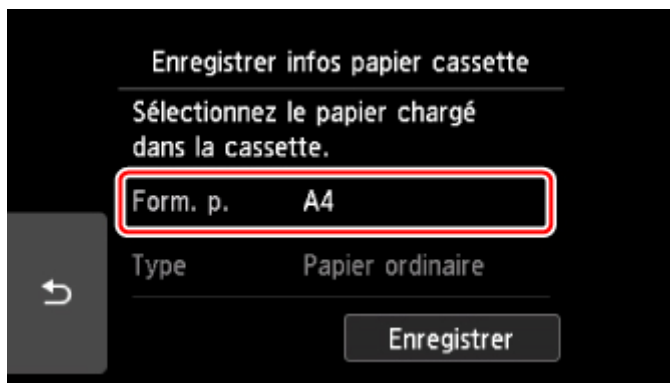 Enregistrer infos papier cassette
Sélectionnez le papier chargé
dans la cassette.
Form. p. A4
Type Papier ordinaire
Enregistrer